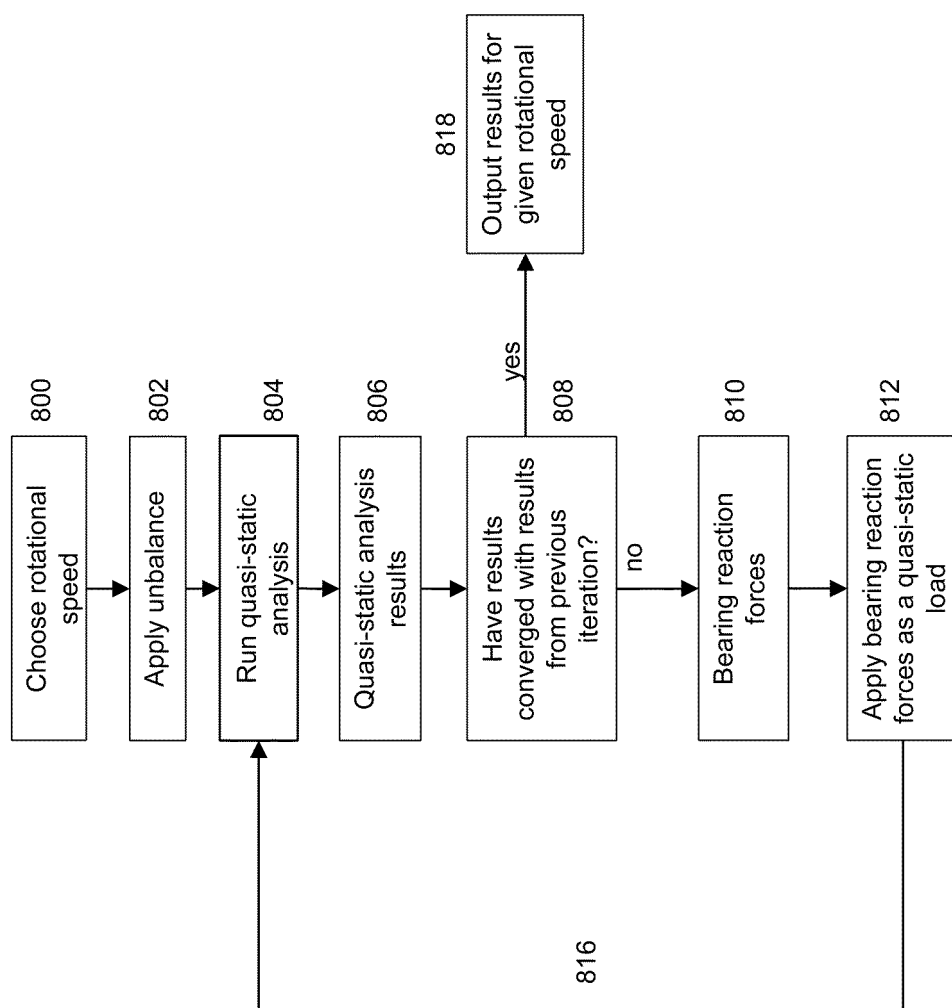 800
Choose rotational
speed
802
Apply unbalance
804
Run quasi-static
analysis
806
Quasi-static analysis
results
808
Have results
converged with results
from previous
iteration?
yes
818
Output results for
given rotational
speed
no
810
Bearing reaction
forces
812
Apply bearing reaction
forces as a quasi-static
load
816